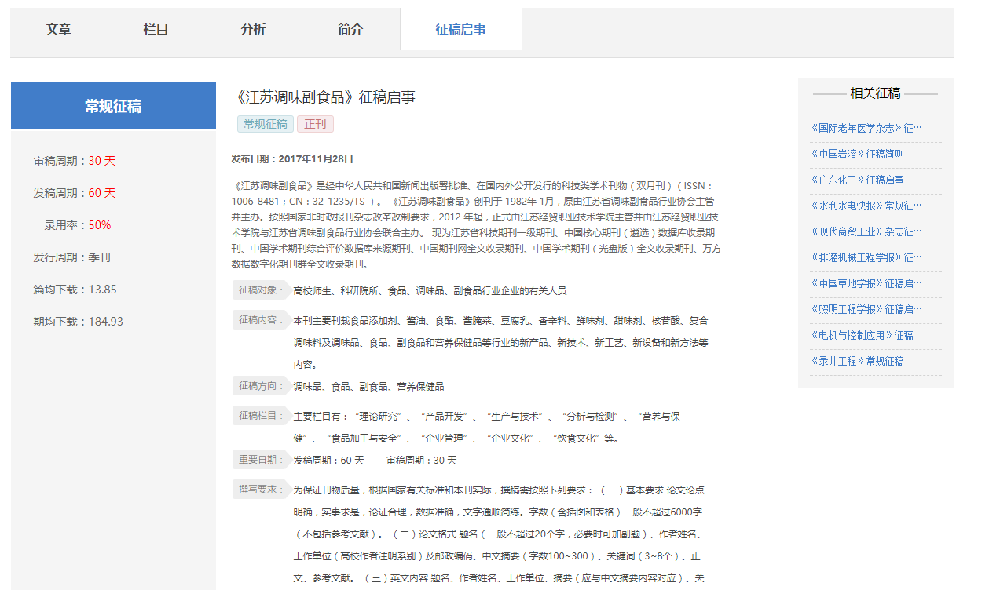 文章
栏目
分析
简介
征稿启事
常规征稿
审稿周期：30 天
发稿周期：60 天
录用率：50%
发行周期：季刊
篇均下载：13.85
期均下载：184.93
《江苏调味副食品》征稿启事
常规征稿 正刊
发布日期：2017年11月28日
《江苏调味副食品》是经中华人民共和国新闻出版署批准、在国内外公开发行的科技类学术刊物（双月刊）（ISSN：
1006-8481；CN：32-1235/TS ）。 《江苏调味副食品》创刊于 1982年 1月，原由江苏省调味副食品行业协会主管
并主办。按照国家非时政报刊杂志改革改制要求，2012 年起，正式由江苏经贸职业技术学院主管并由江苏经贸职业技
术学院与江苏省调味副食品行业协会联合主办。 现为江苏省科技期刊一级期刊、中国核心期刊（遴选）数据库收录期
刊、中国学术期刊综合评价数据库来源期刊、中国期刊网全文收录期刊、中国学术期刊（光盘版）全文收录期刊、万方
数据数字化期刊群全文收录期刊。
征稿对象： 高校师生、科研院所、食品、调味品、副食品行业企业的有关人员
征稿内容： 本刊主要刊载食品添加剂、酱油、食醋、酱腌菜、豆腐乳、香辛料、鲜味剂、甜味剂、核苷酸、复合
调味料及调味品、食品、副食品和营养保健品等行业的新产品、新技术、新工艺、新设备和新方法等
内容。
征稿方向： 调味品、食品、副食品、营养保健品
征稿栏目： 主要栏目有：“理论研究”、“产品开发”、“生产与技术”、“分析与检测”、“营养与保
健”、“食品加工与安全”、“企业管理”、“企业文化”、“饮食文化”等。
重要日期： 发稿周期：60 天 审稿周期：30 天
撰写要求： 为保证刊物质量，根据国家有关标准和本刊实际，撰稿需按照下列要求：（一）基本要求 论文论点
明确，实事求是，论证合理，数据准确，文字通顺简练。字数（含插图和表格）一般不超过6000字
（不包括参考文献）。（二）论文格式 题名（一般不超过20个字，必要时可加副题）、作者姓名、
工作单位（高校作者注明系别）及邮政编码、中文摘要（字数100~300）、关键词（3~8个）、正
文、参考文献。（三）英文内容 题名、作者姓名、工作单位、摘要（应与中文摘要内容对应）、关
相关征稿
《国际老年医学杂志》征…
《中国岩溶》征稿简则
《广东化工》征稿启事
《水利水电快报》常规征…
《现代商贸工业》杂志征…
《排灌机械工程学报》征…
《中国草地学报》征稿启…
《照明工程学报》征稿启…
《电机与控制应用》征稿
《录井工程》常规征稿